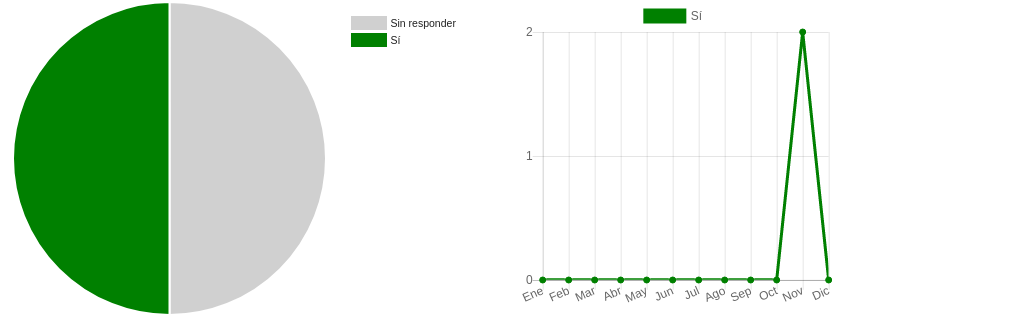 Sin responder
Sí
Sí
2
1
0
Ene Feb Mar Abr May Jun Jul Ago Sep Oct Nov Dic